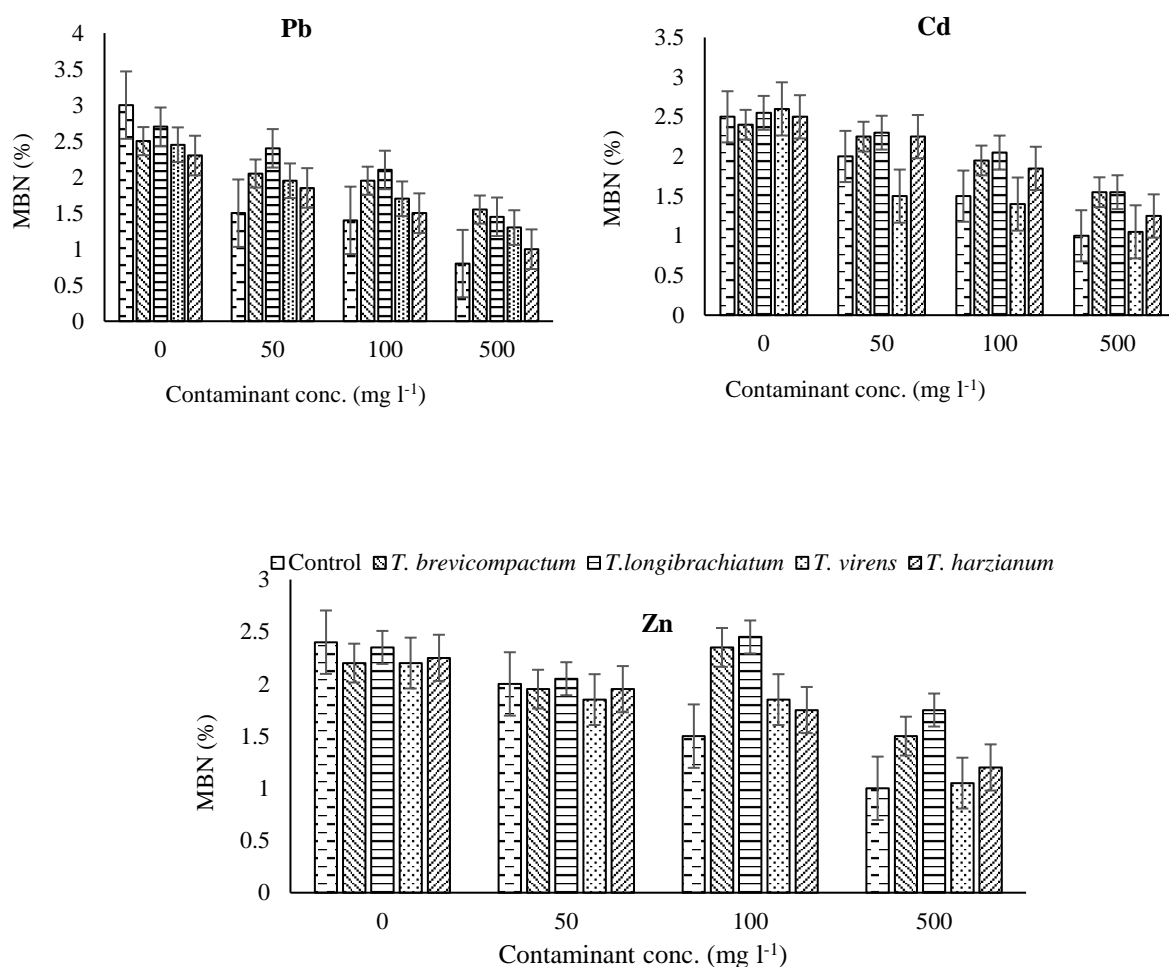 Pb
MBN (%)
4
3.5
3
2.5
2
1.5
1
0.5
0
0 50 100 500
Contaminant conc. (mg l⁻¹)
Cd
MBN (%)
3.5
3
2.5
2
1.5
1
0.5
0
0 50 100 500
Contaminant conc. (mg l⁻¹)
Control T. brevicompactum T.longibrachiatum T. virens T. harzianum
Zn
MBN (%)
3
2.5
2
1.5
1
0.5
0
0 50 100 500
Contaminant conc. (mg l⁻¹)